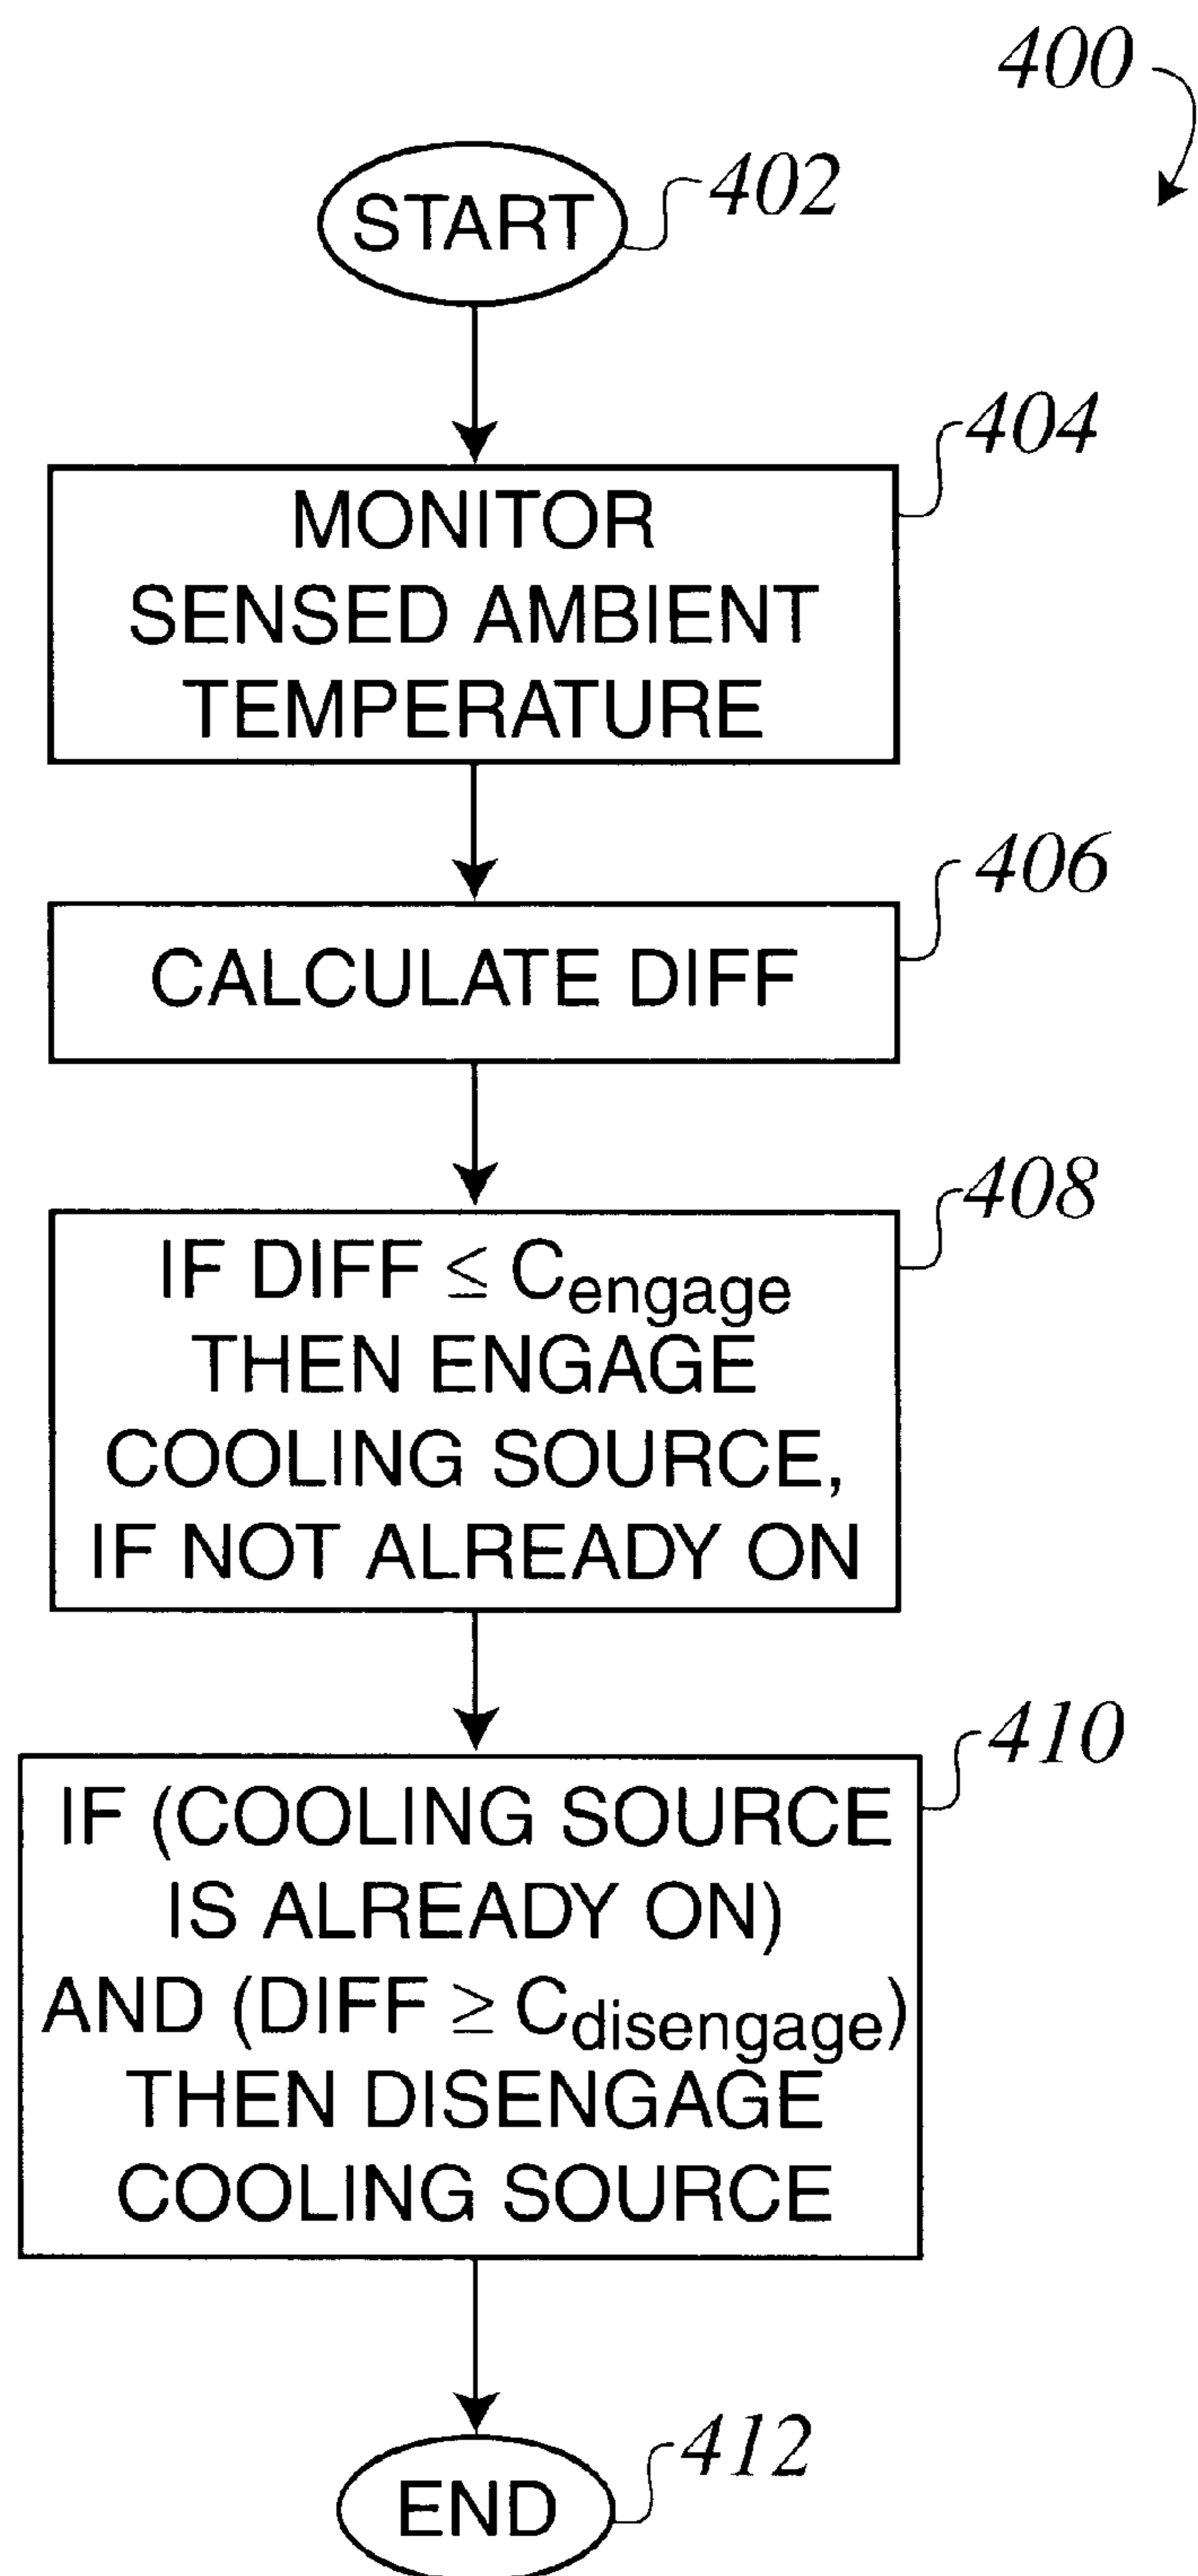 400
START
402
404
MONITOR
SENSED AMBIENT
TEMPERATURE
406
CALCULATE DIFF
408
IF DIFF ≤ Cengage
THEN ENGAGE
COOLING SOURCE,
IF NOT ALREADY ON
410
IF (COOLING SOURCE
IS ALREADY ON)
AND (DIFF ≥ Cdisengage)
THEN DISENGAGE
COOLING SOURCE
412
END